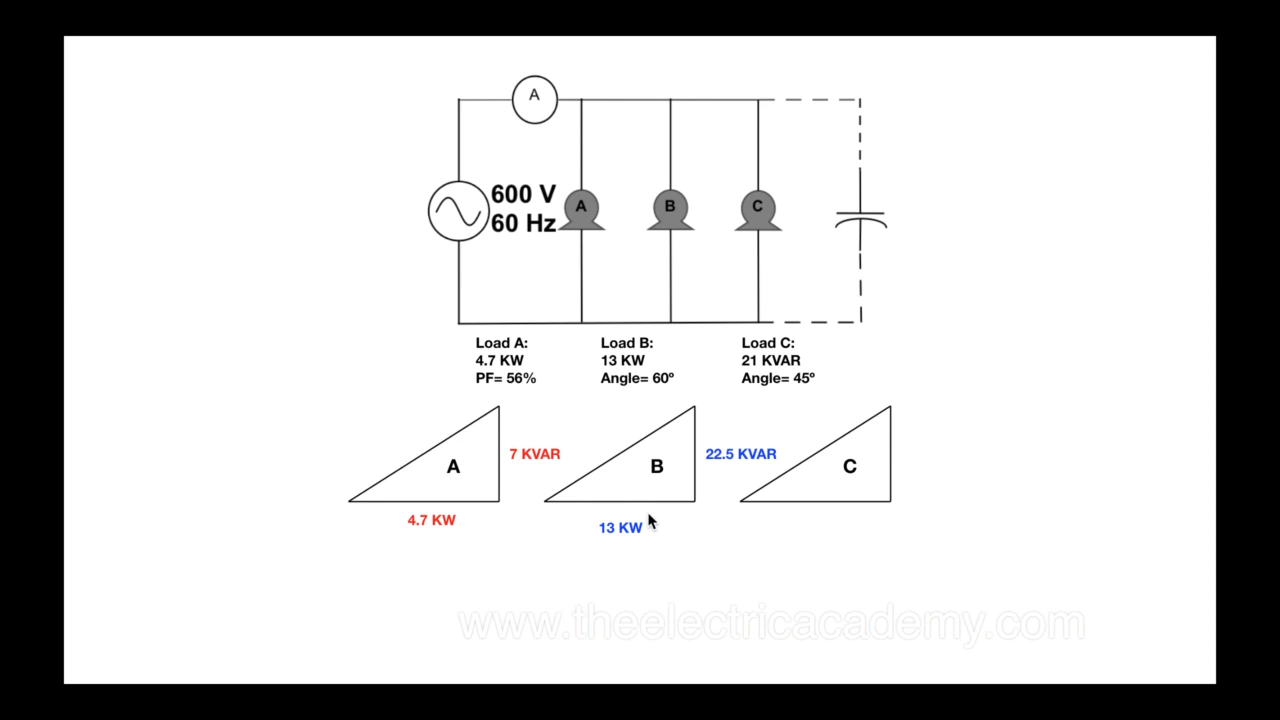 A
600 V
60 Hz
A
B
C
Load A:
4.7 KW
PF= 56%
Load B:
13 KW
Angle= 60º
Load C:
21 KVAR
Angle= 45º
A
7 KVAR
4.7 KW
B
22.5 KVAR
13 KW
C
www.theelectricacademy.com